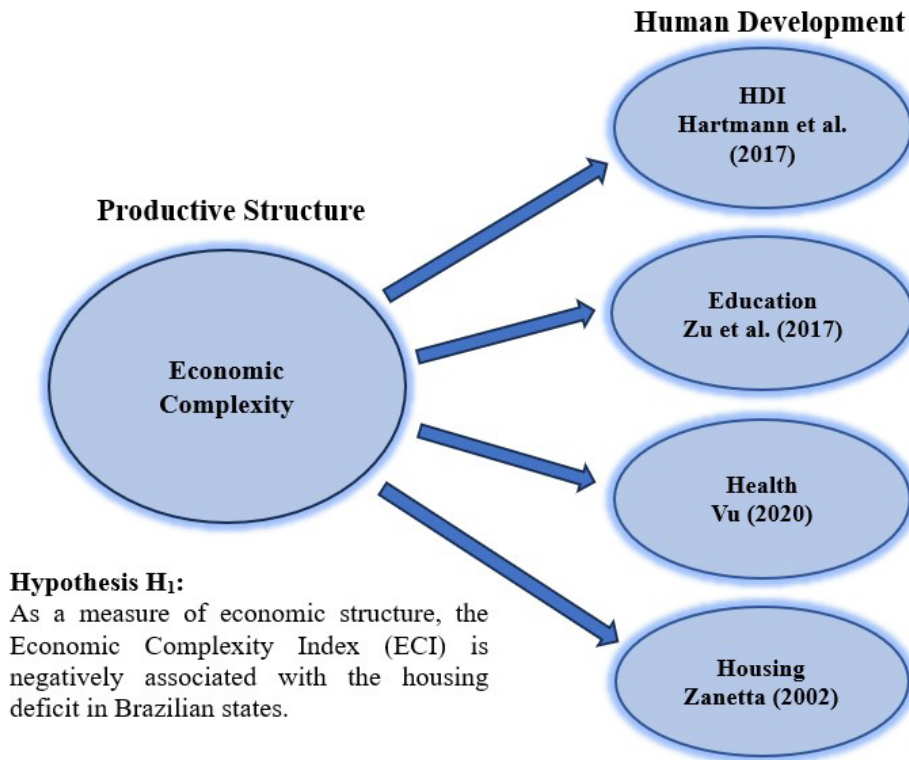 Human Development
HDI
Hartmann et al.
(2017)
Productive Structure
Education
Zu et al. (2017)
Economic
Complexity
Health
Vu (2020)
Hypothesis H₁:
As a measure of economic structure, the
Economic Complexity Index (ECI) is
negatively associated with the housing
deficit in Brazilian states.
Housing
Zanetta (2002)